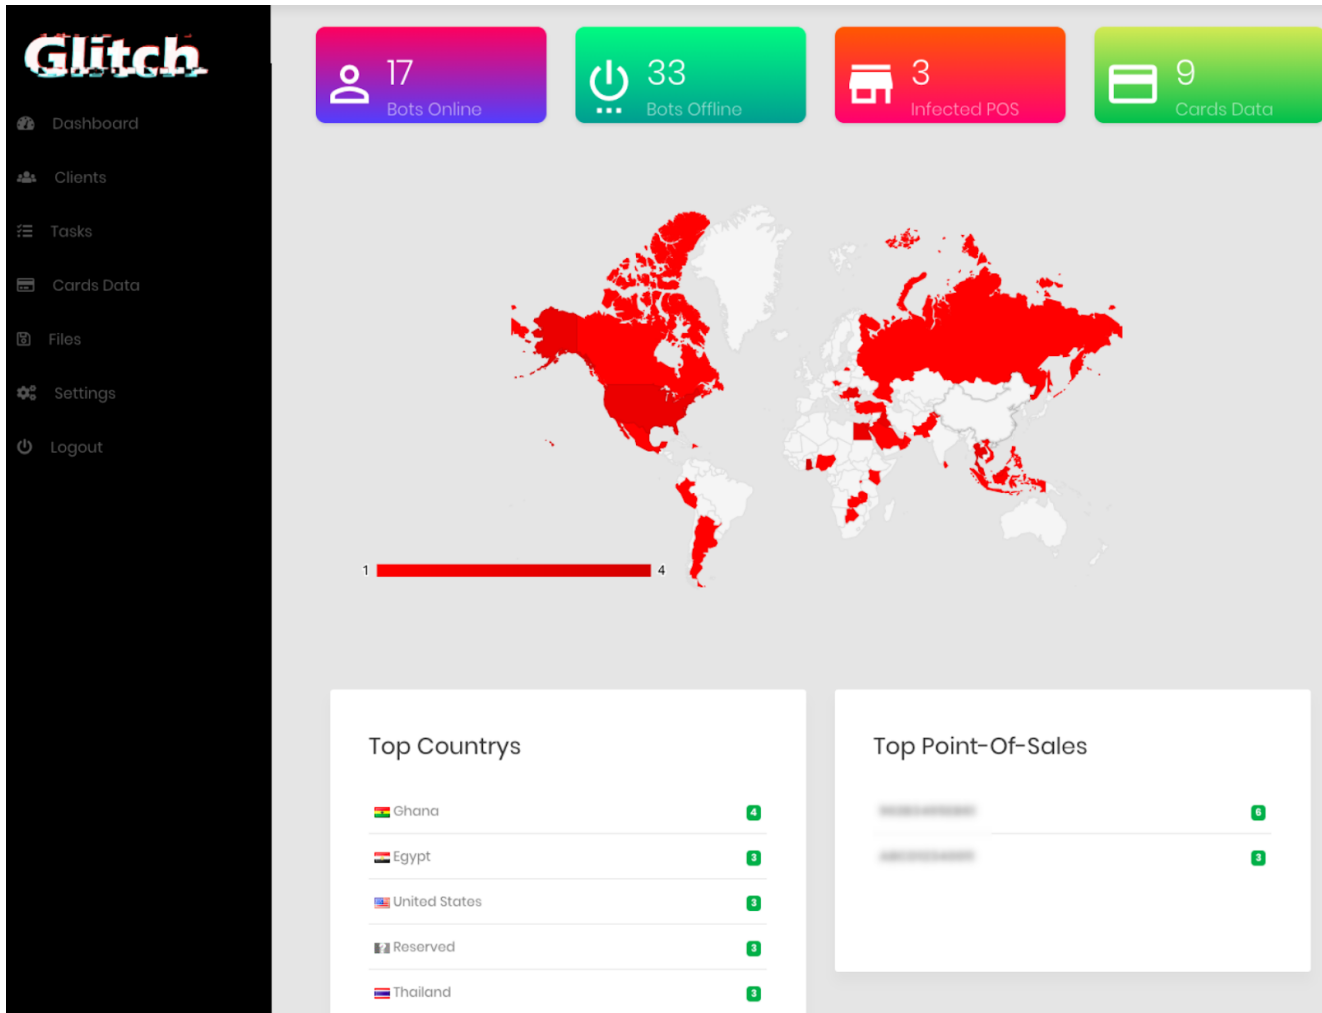 Glitch
Dashboard
Clients
Tasks
Cards Data
Files
Settings
Logout
17
Bots Online
33
Bots Offline
3
Infected POS
9
Cards Data
1
4
Top Countrys
Ghana 4
Egypt 3
United States 3
Reserved 3
Thailand 3
Top Point-Of-Sales
6
3